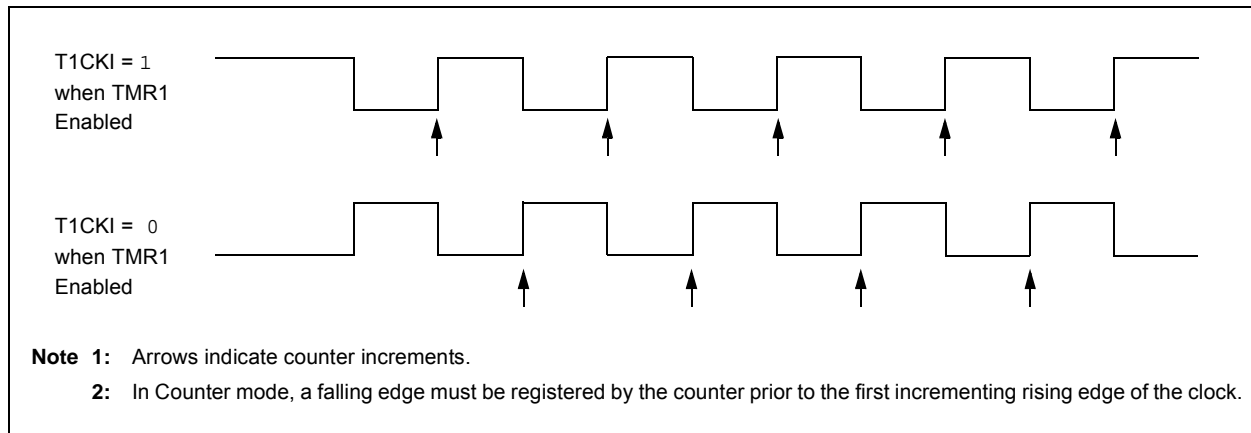 T1CKI = 1
when TMR1
Enabled
T1CKI = 0
when TMR1
Enabled
Note 1: Arrows indicate counter increments.
2: In Counter mode, a falling edge must be registered by the counter prior to the first incrementing rising edge of the clock.